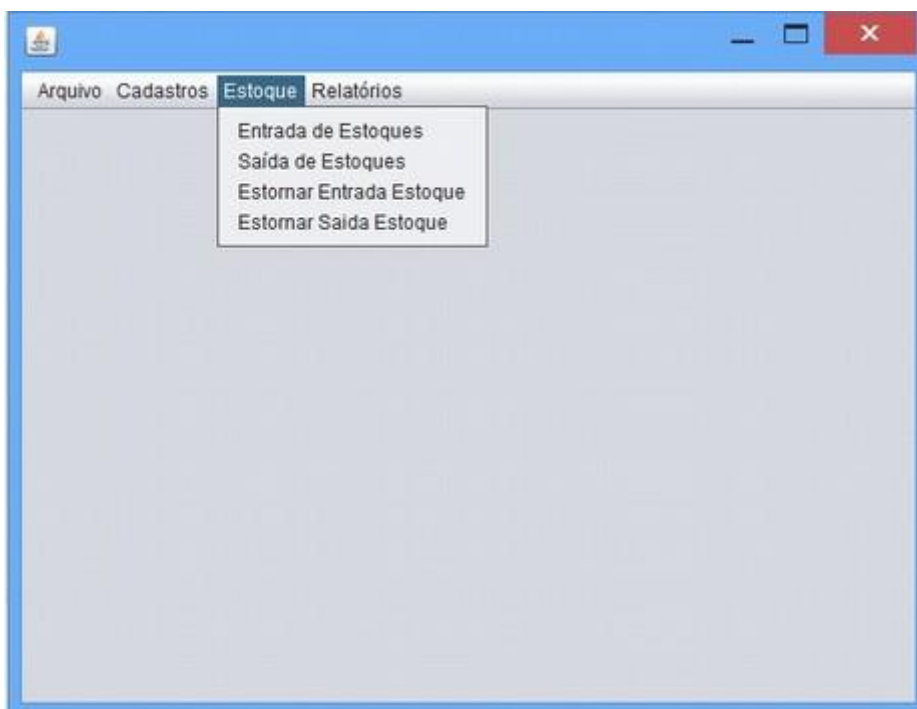 Arquivo Cadastros Estoque Relatórios
Entrada de Estoques
Saída de Estoques
Estornar Entrada Estoque
Estornar Saida Estoque